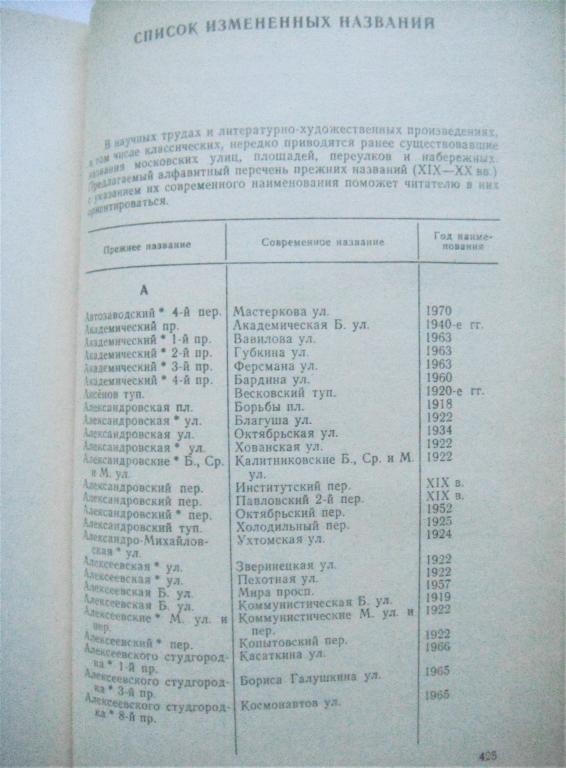 СПИСОК ИЗМЕНЕННЫХ НАЗВАНИЙ
В научных трудах и литературно-художественных произведениях,
в том числе классических, нередко приводятся ранее существовавшие
названия московских улиц, площадей, переулков и набережных.
Предлагаемый алфавитный перечень прежних названий (XIX—XX вв.)
с указанием их современного наименования поможет читателю в них
ориентироваться.
Прежнее название Современное название Год наиме-
нования
А
Автозаводский * 4-й пер. Мастеркова ул. 1970
Академический пр. Академическая Б. ул. 1940-е гг.
Академический * 1-й пр. Вавилова ул. 1963
Академический * 2-й пр. Губкина ул. 1963
Академический * 3-й пр. Ферсмана ул. 1963
Академический * 4-й пр. Бардина ул. 1960
Аксёнов туп. Весковский туп. 1920-е гг.
Александровская пл. Борьбы пл. 1918
Александровская * ул. Благуша ул. 1922
Александровская ул. Октябрьская ул. 1934
Александровская * ул. Хованская ул. 1922
Александровские * Б., Ср. Калитниковские Б., Ср. и М. 1922
и М. ул. ул.
Александровский пер. Институтский пер. XIX в.
Александровский пер. Павловский 2-й пер. XIX в.
Александровский * пер. Октябрьский пер. 1952
Александровский туп. Холодильный пер. 1925
Александро-Михайлов- Ухтомская ул. 1924
ская * ул.
Алексеевская * ул. Зверинецкая ул. 1922
Алексеевская * ул. Пехотная ул. 1922
Алексеевская Б. ул. Мира просп. 1957
Алексеевская Б. ул. Коммунистическая Б. ул. 1919
Алексеевские * М. ул. и Коммунистические М. ул. и 1922
пер. пер.
Алексеевский * пер. Копытовский пер. 1922
Алексеевского студгород- Касаткина ул. 1966
ка * 1-й пр.
Алексеевского студгород- Бориса Галушкина ул. 1965
ка * 3-й пр.
Алексеевского студгород- Космонавтов ул. 1965
ка * 8-й пр.
425